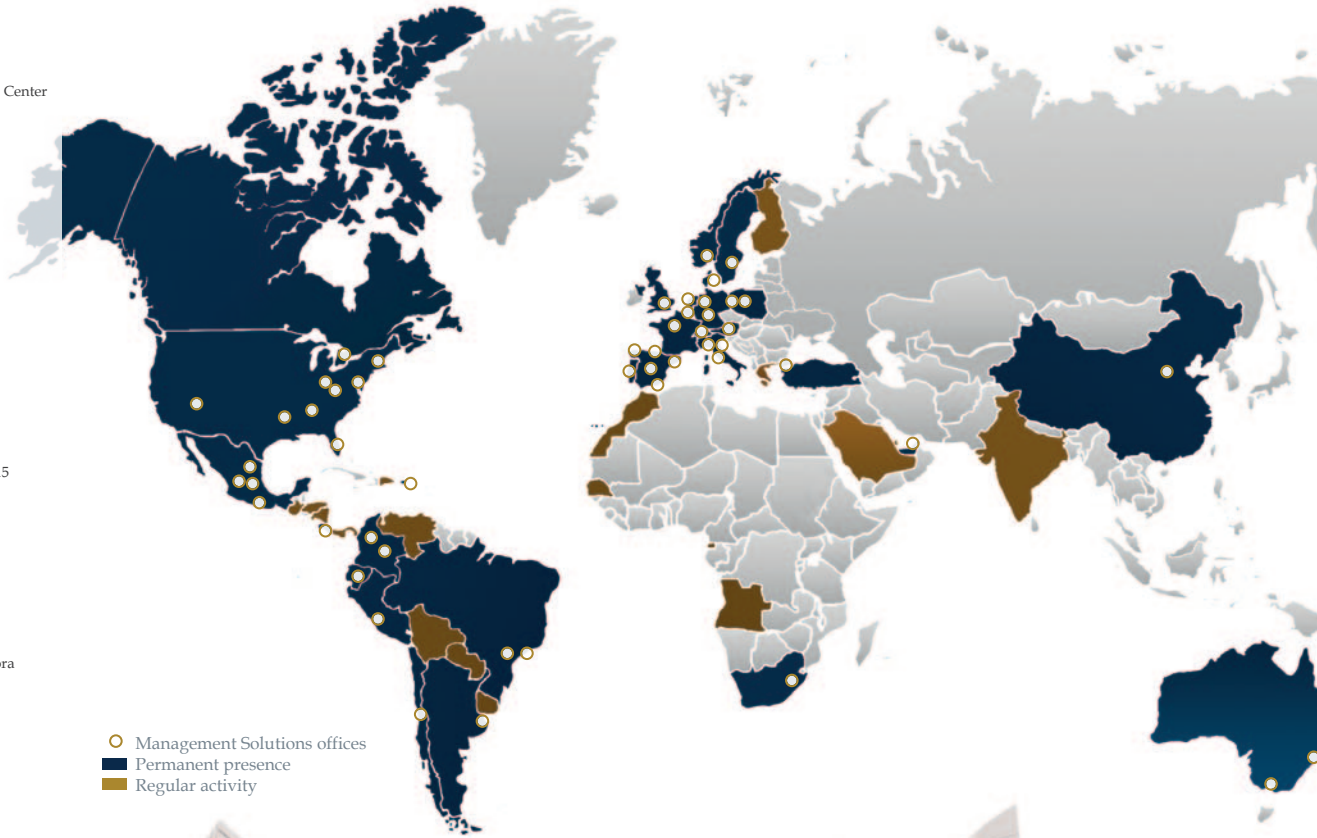 Center
5
ora
Management Solutions offices
Permanent presence
Regular activity